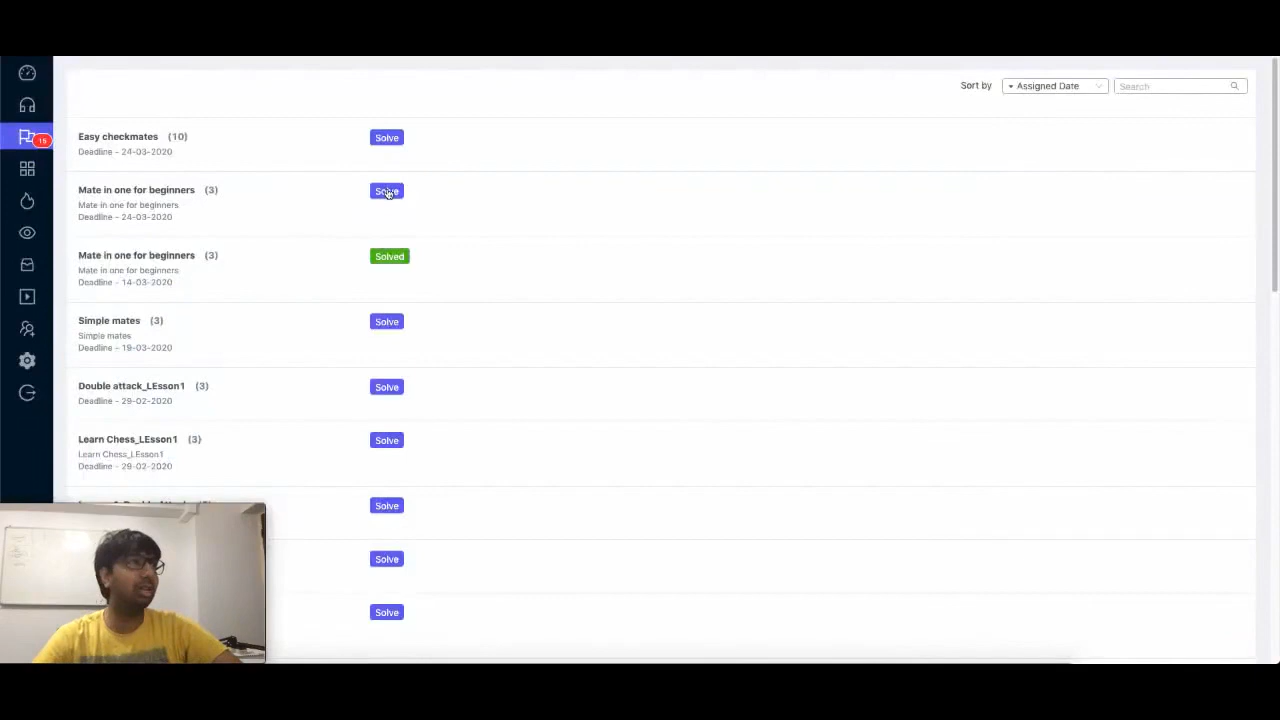 Sort by
Assigned Date
Search
15
Easy checkmates (10)
Solve
Deadline - 24-03-2020
Mate in one for beginners (3)
Mate in one for beginners
Deadline - 24-03-2020
Mate in one for beginners (3)
Solved
Mate in one for beginners
Deadline - 14-03-2020
Simple mates (3)
Solve
Simple mates
Deadline - 19-03-2020
Double attack_LEsson1 (3)
Solve
Deadline - 29-02-2020
Learn Chess_LEsson1 (3)
Solve
Learn Chess_LEsson1
Deadline - 29-02-2020
Solve
Solve
Solve